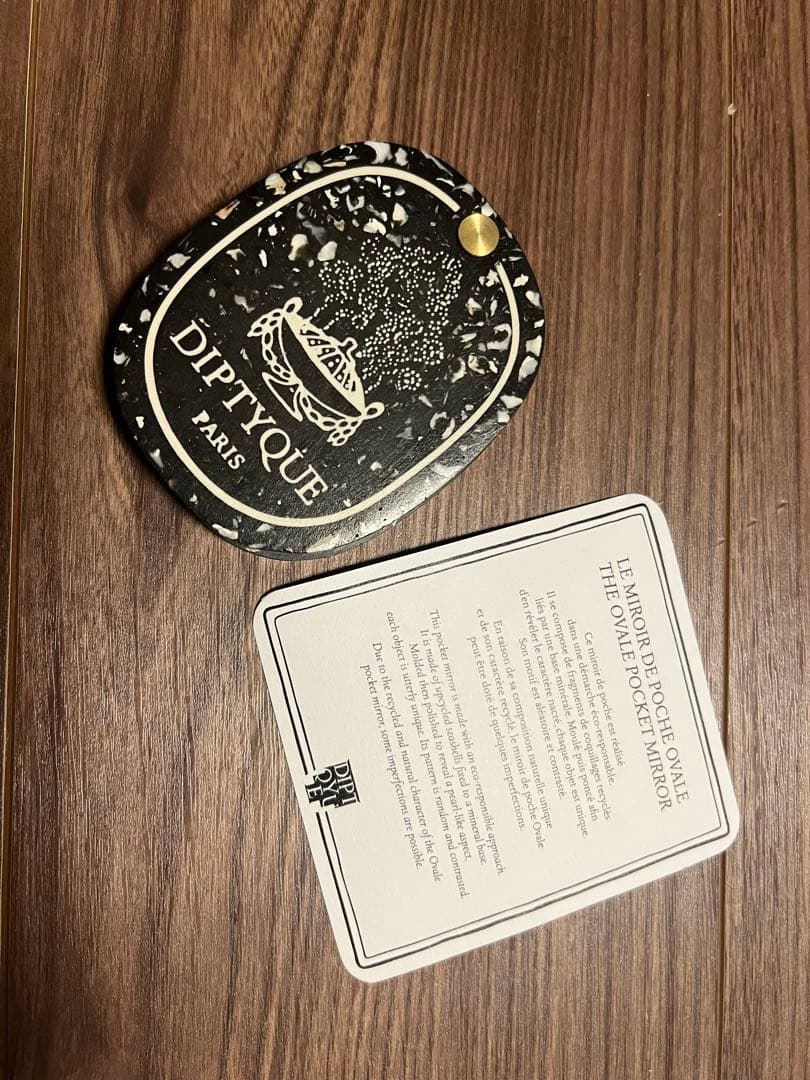 DIPTYQUE
PARIS
LE MIROIR DE POCHE OVALE
THE OVALE POCKET MIRROR
Ce miroir de poche est réalisé
dans une démarche éco-responsable.
Il se compose de fragments de coquillages recyclés
liés par une base minérale. Moulé puis poncé afin
d'en révéler le caractère nacré, chaque objet est unique.
Son motif est aléatoire et contrasté.
En raison de sa composition naturelle unique
et de son caractère recyclé, le miroir de poche Ovale
peut être doté de quelques imperfections.
This pocket mirror is made with an eco-responsible approach.
It is made of upcycled seashells fixed to a mineral base.
Molded then polished to reveal a pearl-like aspect,
each object is utterly unique. Its pattern is random and contrasted.
Due to the recycled and natural character of the Ovale
pocket mirror, some imperfections are possible.
DIPT
YQU
E